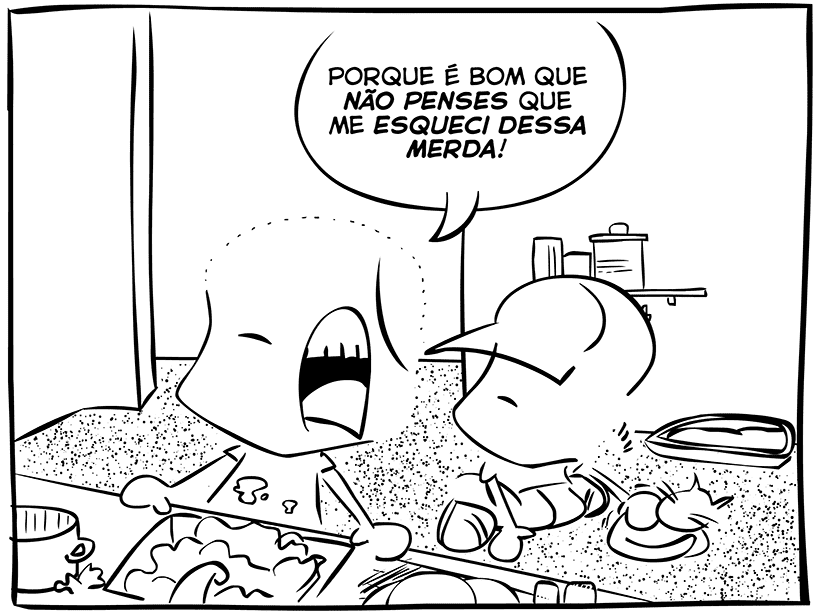 PORQUE É BOM QUE
NÃO PENSES QUE
ME ESQUECI DESSA
MERDA!